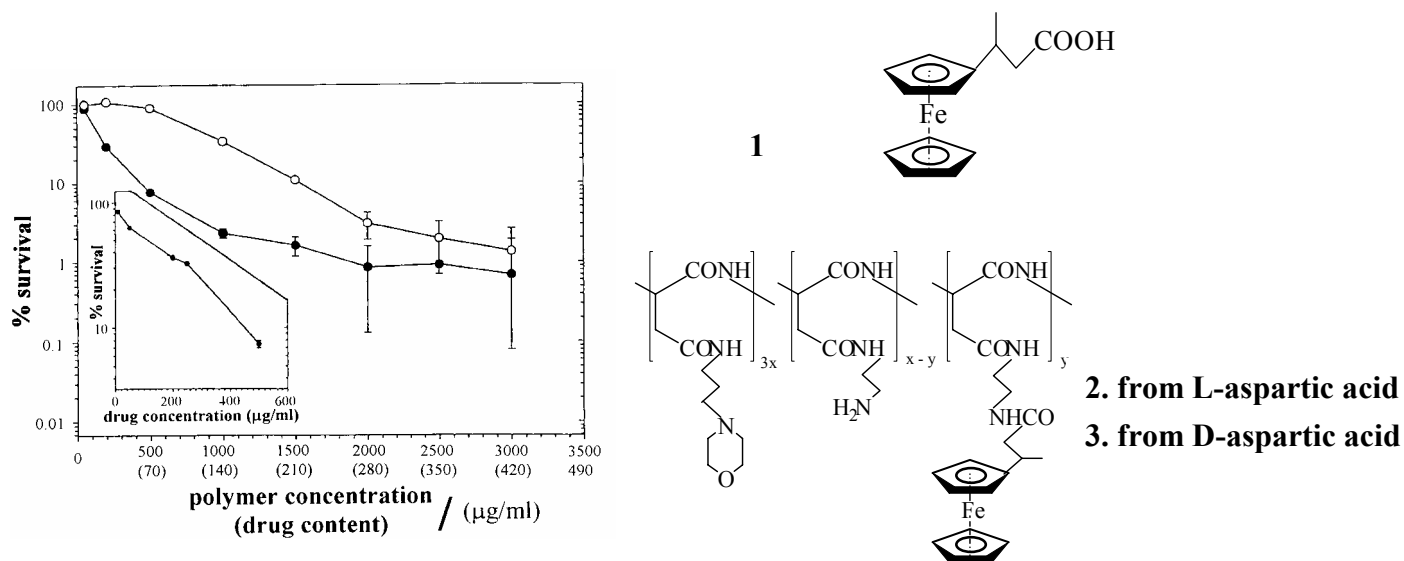 % survival
100
10
1
0.1
0.01
0
500
1000
1500
2000
2500
3000
3500
(70)
(140)
(210)
(280)
(350)
(420)
490
polymer concentration
(drug content)
/ (μg/ml)
% survival
100
10
0
200
400
600
drug concentration (μg/ml)
1
COOH
Fe
CONH
CONH
3x
N
O
CONH
CONH
x - y
H2N
CONH
CONH
y
NHCO
Fe
2. from L-aspartic acid
3. from D-aspartic acid